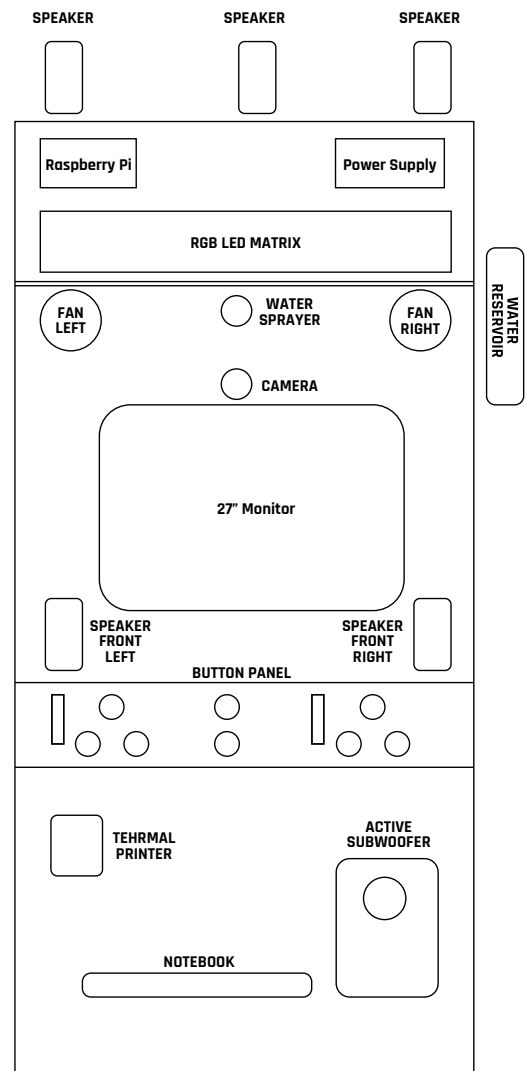 SPEAKER
SPEAKER
SPEAKER
Raspberry Pi
Power Supply
RGB LED MATRIX
WATER
RESERVOIR
FAN
LEFT
WATER
SPRAYER
FAN
RIGHT
CAMERA
27" Monitor
SPEAKER
FRONT
LEFT
SPEAKER
FRONT
RIGHT
BUTTON PANEL
TEHRMAL
PRINTER
ACTIVE
SUBWOOFER
NOTEBOOK